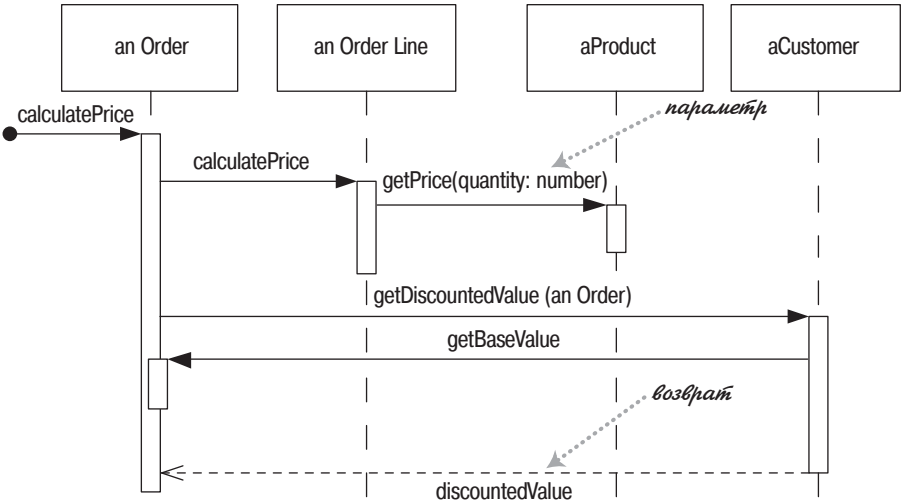 an Order
an Order Line
aProduct
aCustomer
calculatePrice
параметр
calculatePrice
getPrice(quantity: number)
getDiscountedValue (an Order)
getBaseValue
возврат
discountedValue